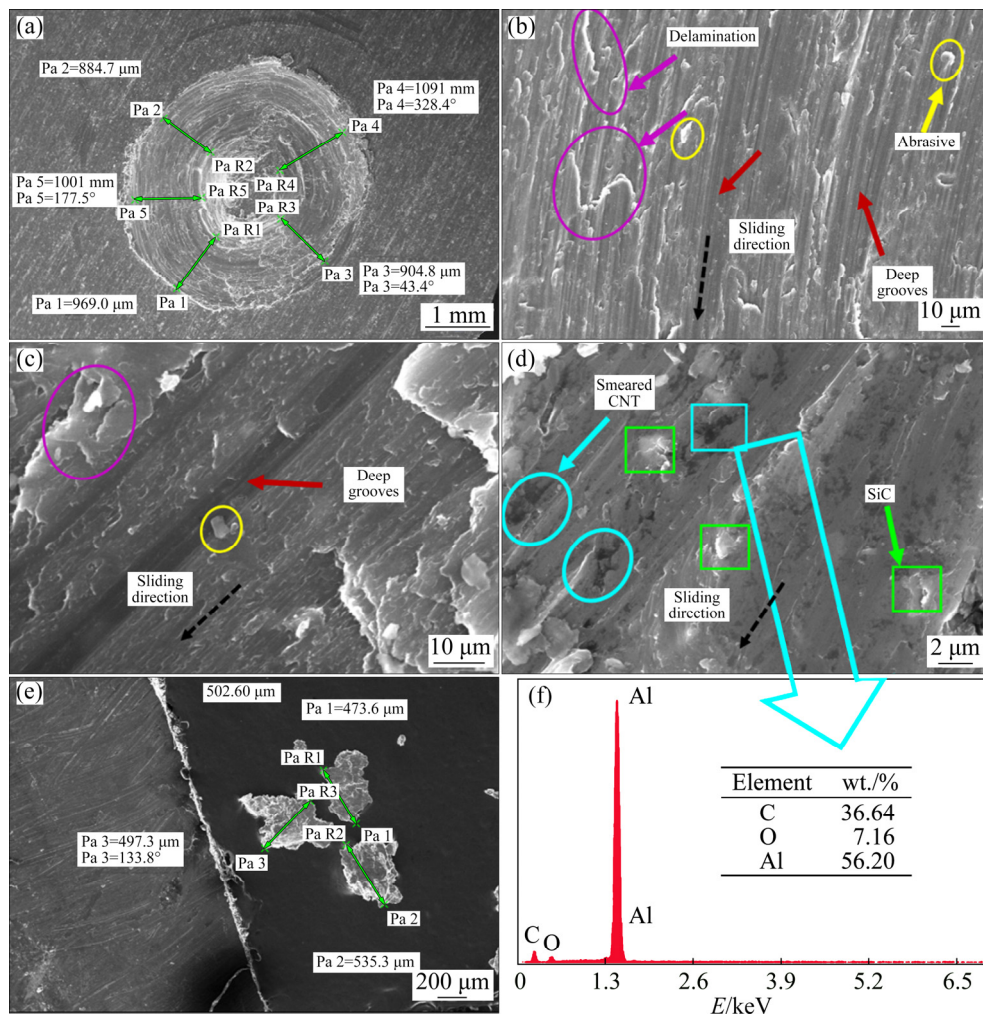 (a)
Pa 2=884.7 μm
Pa 4=1091 mm
Pa 4=328.4°
Pa 2
Pa 4
Pa R2
Pa R4
Pa 5=1001 mm
Pa 5=177.5°
Pa R5
Pa 5
Pa R3
Pa R1
Pa 3
Pa 3=904.8 μm
Pa 3=43.4°
Pa 1=969.0 μm
Pa 1
1 mm
(b)
Delamination
Abrasive
Sliding
direction
Deep
grooves
10 μm
(c)
Deep
grooves
Sliding
direction
10 μm
(d)
Smeared
CNT
SiC
Sliding
direction
2 μm
(e)
502.60 μm
Pa 1=473.6 μm
Pa R1
Pa R3
Pa R2
Pa 1
Pa 3=497.3 μm
Pa 3=133.8°
Pa 3
Pa 2
Pa 2=535.3 μm
200 μm
(f)
Al
Element wt./%
C 36.64
O 7.16
Al 56.20
Al
C
O
0 1.3 2.6 3.9 5.2 6.5
E/keV